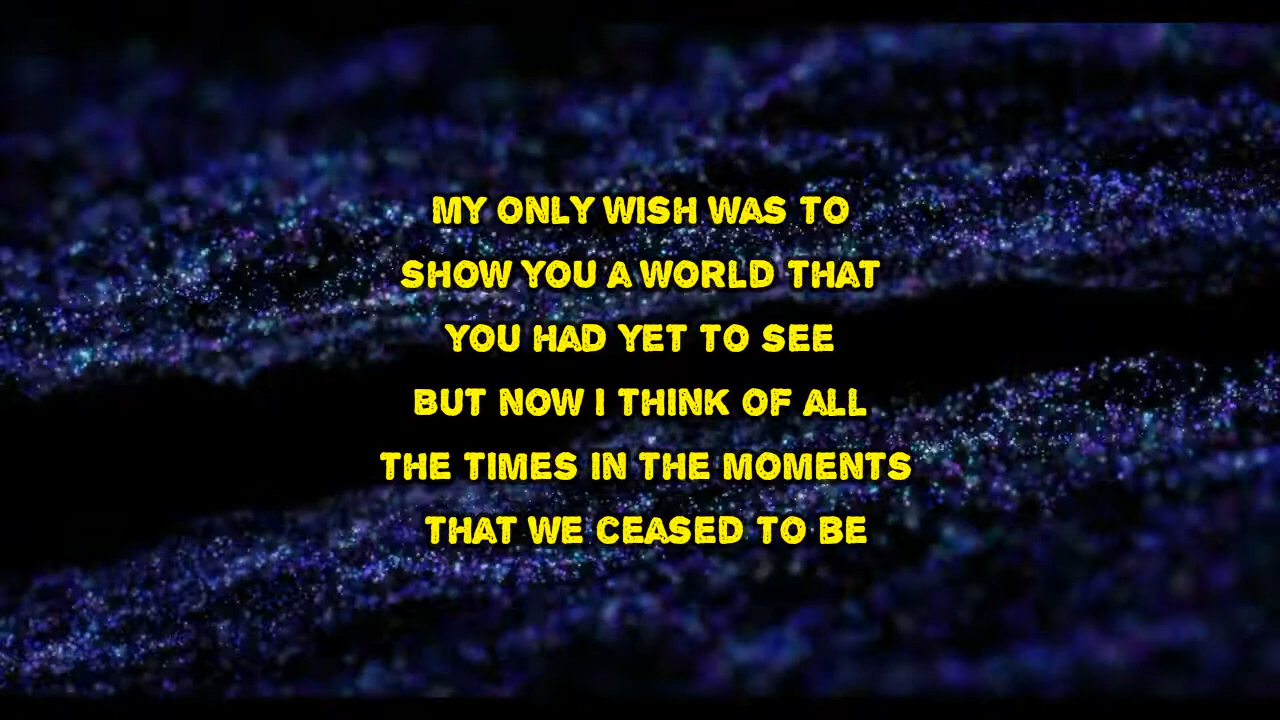 MY ONLY WISH WAS TO
SHOW YOU A WORLD THAT
YOU HAD YET TO SEE
BUT NOW I THINK OF ALL
THE TIMES IN THE MOMENTS
THAT WE CEASED TO BE